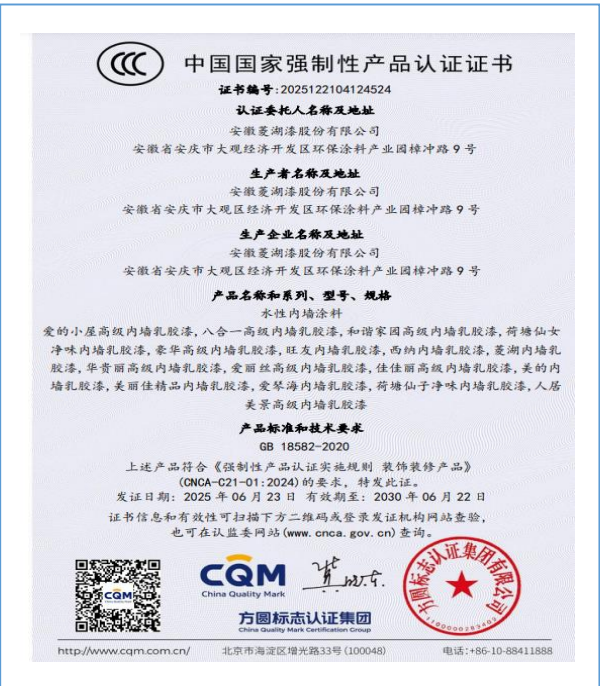 中国国家强制性产品认证证书
证书编号:2025122104124524
认证委托人名称及地址
安徽菱湖漆股份有限公司
安徽省安庆市大观经济开发区环保涂料产业园樟冲路 9 号
生产者名称及地址
安徽菱湖漆股份有限公司
安徽省安庆市大观区经济开发区环保涂料产业园樟冲路 9 号
生产企业名称及地址
安徽菱湖漆股份有限公司
安徽省安庆市大观区经济开发区环保涂料产业园樟冲路 9 号
产品名称和系列、型号、规格
水性内墙涂料
爱的小屋高级内墙乳胶漆,八合一高级内墙乳胶漆,和谐家园高级内墙乳胶漆,荷塘仙女
净味内墙乳胶漆,豪华高级内墙乳胶漆,旺友内墙乳胶漆,西纳内墙乳胶漆,菱湖内墙乳
胶漆,华贵丽高级内墙乳胶漆,爱丽丝高级内墙乳胶漆,佳佳丽高级内墙乳胶漆,美的内
墙乳胶漆,美丽佳精品内墙乳胶漆,爱琴海内墙乳胶漆,荷塘仙子净味内墙乳胶漆,人居
美景高级内墙乳胶漆
产品标准和技术要求
GB 18582-2020
上述产品符合《强制性产品认证实施规则 装饰装修产品》
(CNCA-C21-01:2024)的要求，特发此证。
发证日期: 2025 年 06 月 23 日 有效期至: 2030 年 06 月 22 日
证书信息和有效性可扫描下方二维码或登录发证机构网站查验,
也可在认监委网站(www.cnca.gov.cn)查询。
CQM
CQM
China Quality Mark
方圆标志认证集团
China Quality Mark Certification Group
方圆标志认证集团有限公司
http://www.cqm.com.cn/
北京市海淀区增光路33号(100048)
电话:+86-10-88411888